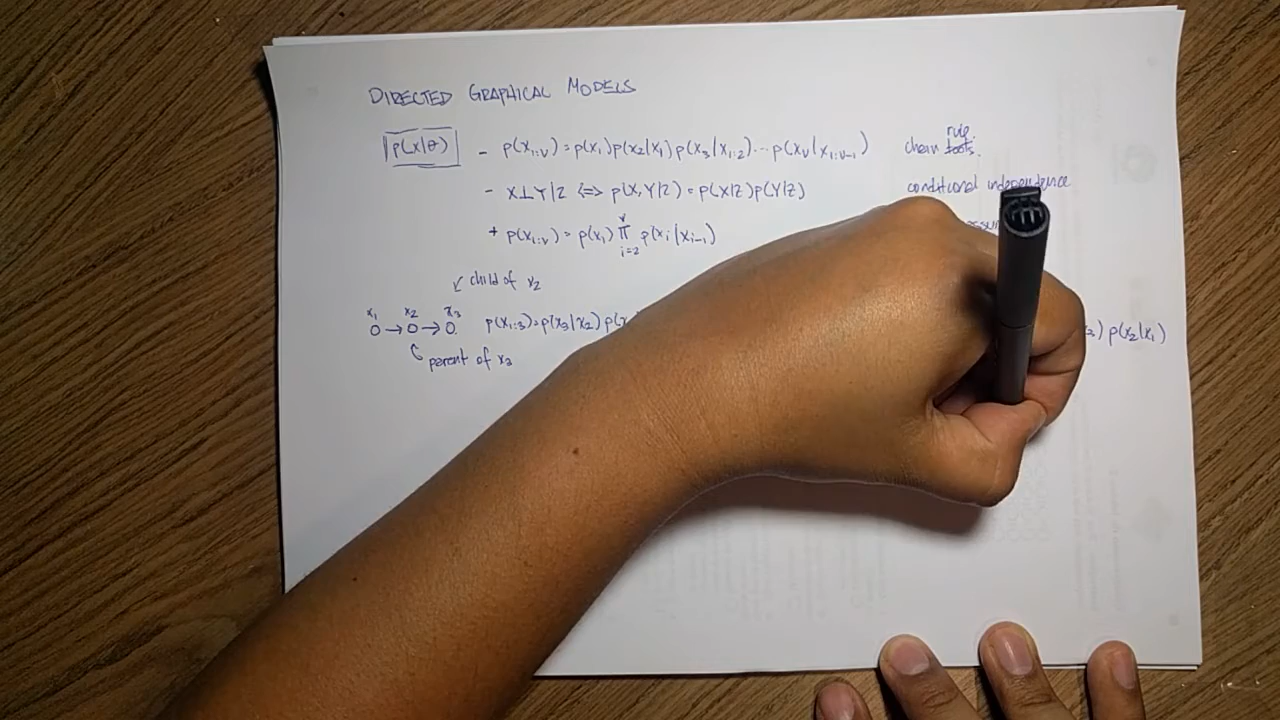 DIRECTED GRAPHICAL MODELS
p(x|θ) - p(x1:V) = p(x1) p(x2|x1) p(x3|x1:2) ... p(xV|x1:V-1) chain rule
- X⊥Y|Z ⟺ p(X,Y|Z) = p(X|Z) p(Y|Z) conditional independence
+ p(x1:V) = p(x1) V π i=2 p(xi|xi-1)
child of x2
x1 x2 x3
O → O → O. p(x1:3) = p(x3|x2) p(x p(x2|x1)
parent of x3